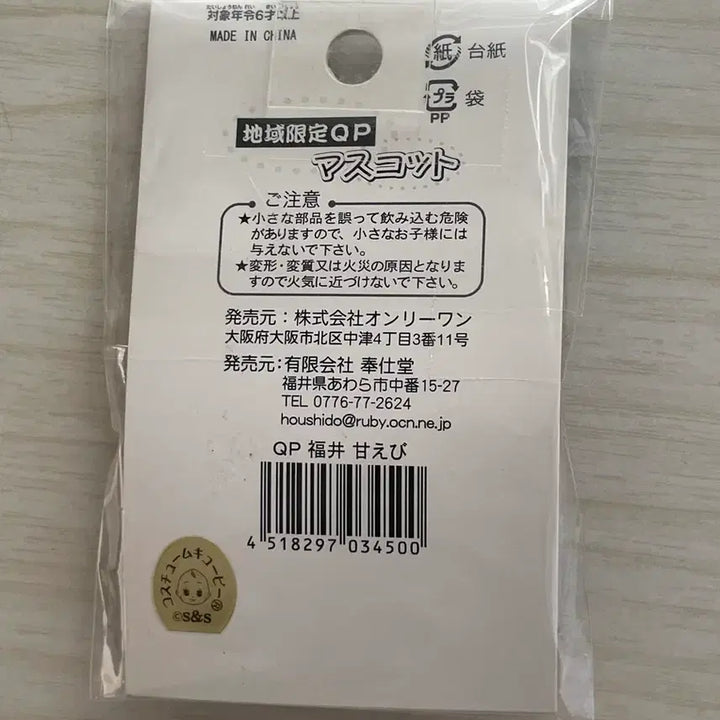 対象年令6才以上
MADE IN CHINA
紙 台紙
プラ 袋
PP
地域限定QP
マスコット
ご注意
★小さな部品を誤って飲み込む危険
がありますので、小さなお子様には
与えないで下さい。
★変形・変質又は火災の原因となりま
すので火気に近づけないで下さい。
発売元：株式会社オンリーワン
大阪府大阪市北区中津4丁目3番11号
発売元：有限会社 奉仕堂
福井県あわら市中番15-27
TEL 0776-77-2624
houshido@ruby.ocn.ne.jp
QP 福井 甘えび
4 518297 034500
コスチュームキューピー
©S&S